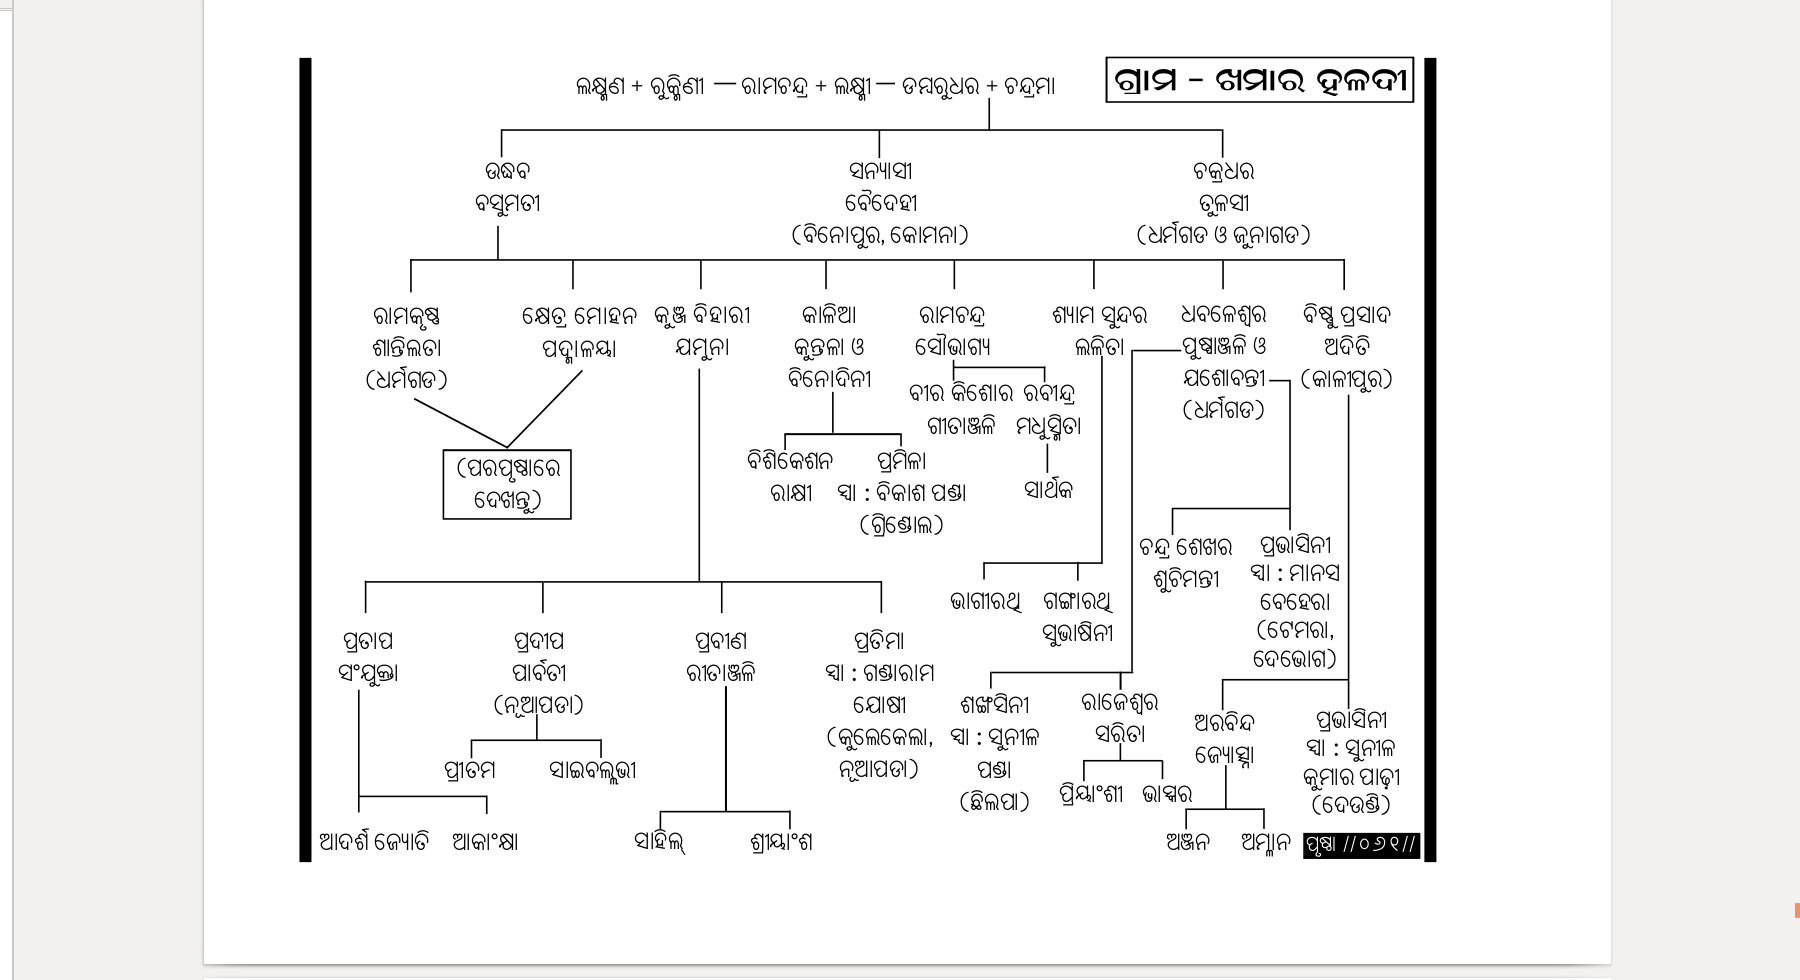 ଲକ୍ଷ୍ମଣ + ରୁକ୍ମିଣୀ — ରାମଚନ୍ଦ୍ର + ଲକ୍ଷ୍ମୀ — ଡମ୍ବରୁଧର + ଚନ୍ଦ୍ରମା
ଗ୍ରାମ - ଖମାର ହଳଦୀ
ଉଦ୍ଧବ
ବସୁମତୀ
ସନ୍ୟାସୀ
ବୈଦେହୀ
(ବିନୋପୁର, କୋମନା)
ଚକ୍ରଧର
ତୁଳସୀ
(ଧର୍ମଗଡ ଓ ଜୁନାଗଡ)
ରାମକୃଷ୍ଣ
ଶାନ୍ତିଲତା
(ଧର୍ମଗଡ)
କ୍ଷେତ୍ର ମୋହନ
ପଦ୍ମାଳୟା
(ପରପୃଷ୍ଠାରେ
ଦେଖନ୍ତୁ)
କୁଞ୍ଜ ବିହାରୀ
ଯମୁନା
କାଳିଆ
କୁନ୍ତଳା ଓ
ବିନୋଦିନୀ
ବିଶିକେଶନ
ରାକ୍ଷୀ
ପ୍ରମିଳା
ସ୍ୱା : ବିକାଶ ପଣ୍ଡା
(ଗ୍ରିଣ୍ଡୋଲ)
ରାମଚନ୍ଦ୍ର
ସୌଭାଗ୍ୟ
ବୀର କିଶୋର
ଗୀତାଞ୍ଜଳି
ରବୀନ୍ଦ୍ର
ମଧୁସ୍ମିତା
ସାର୍ଥକ
ଶ୍ୟାମ ସୁନ୍ଦର
ଲଳିତା
ଭାଗୀରଥି
ଗଙ୍ଗାରଥି
ସୁଭାଷିନୀ
ଧବଳେଶ୍ୱର
ପୁଷ୍ପାଞ୍ଜଳି ଓ
ଯଶୋବନ୍ତୀ
(ଧର୍ମଗଡ)
ଚନ୍ଦ୍ର ଶେଖର
ଶୁଚିମନ୍ତୀ
ପ୍ରଭାସିନୀ
ସ୍ୱା : ମାନସ
ବେହେରା
(ଟେମରା,
ଦେଭୋଗ)
ବିଷ୍ଣୁ ପ୍ରସାଦ
ଅଦିତି
(କାଳୀପୁର)
ପ୍ରତାପ
ସଂଯୁକ୍ତା
ଆଦର୍ଶ ଜ୍ୟୋତି
ଆକାଂକ୍ଷା
ପ୍ରଦୀପ
ପାର୍ବତୀ
(ନୂଆପଡା)
ପ୍ରୀତମ
ସାଇବଲ୍ଲଭୀ
ପ୍ରବୀଣ
ରୀତାଞ୍ଜଳି
ସାହିଲ୍
ଶ୍ରୀୟାଂଶ
ପ୍ରତିମା
ସ୍ୱା : ଗଣ୍ଡାରାମ
ଯୋଷୀ
(କୁଲେକେଲା,
ନୂଆପଡା)
ଶଙ୍ଖସିନୀ
ସ୍ୱା : ସୁନୀଳ
ପଣ୍ଡା
(ଛିଲପା)
ରାଜେଶ୍ୱର
ସରିତା
ପ୍ରିୟାଂଶୀ
ଭାସ୍କର
ଅରବିନ୍ଦ
ଜ୍ୟୋସ୍ନା
ଅଞ୍ଜନ
ଅମ୍ଳାନ
ପ୍ରଭାସିନୀ
ସ୍ୱା : ସୁନୀଳ
କୁମାର ପାଢ଼ୀ
(ଦେଉଣ୍ଡି)
ପୃଷ୍ଠା //୦୬୧//